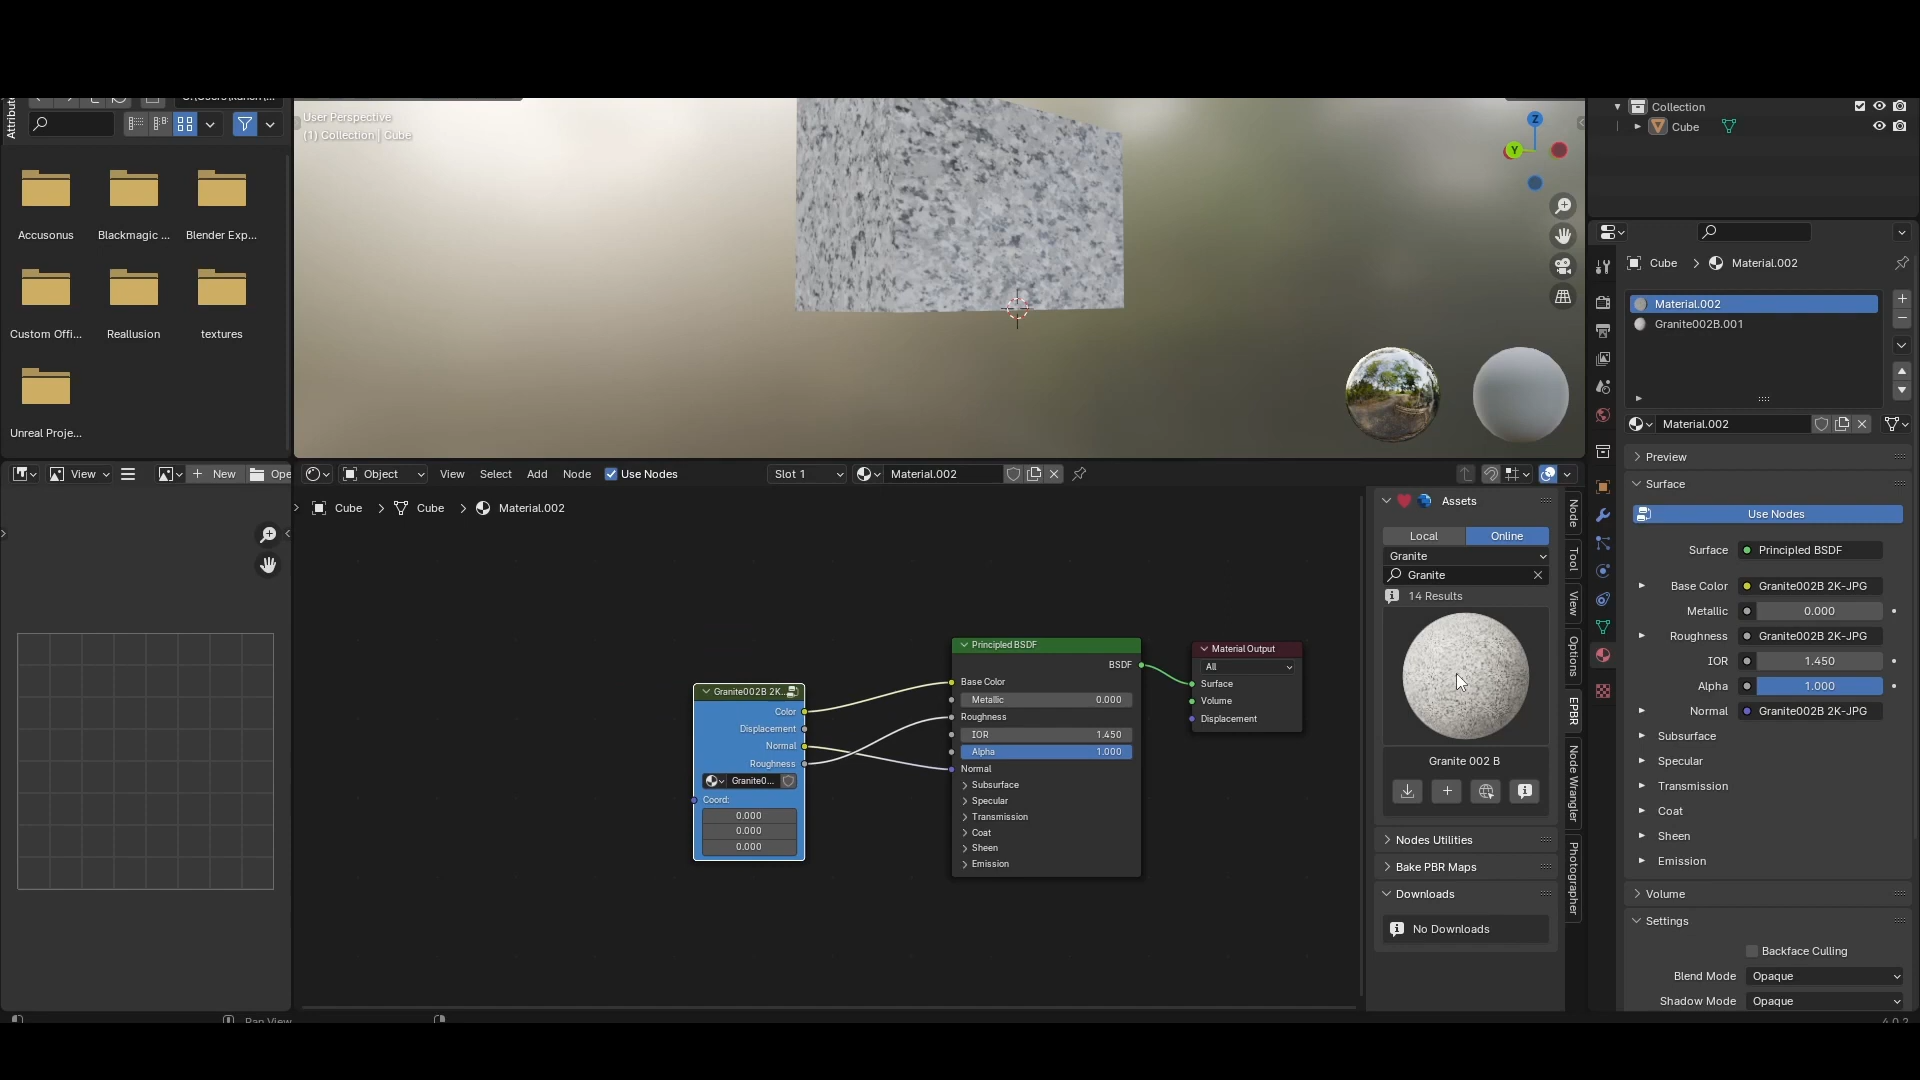 Attribute
Accusonus
Blackmagic ...
Blender Exp...
Custom Offi...
Reallusion
textures
Unreal Proje...
User Perspective
(1) Collection | Cube
Z
Y
Collection
Cube
Cube
Material.002
Material.002
Granite002B.001
Material.002
Preview
Surface
Use Nodes
Surface
Principled BSDF
Base Color
Granite002B 2K-JPG
Metallic
0.000
Roughness
Granite002B 2K-JPG
IOR
1.450
Alpha
1.000
Normal
Granite002B 2K-JPG
Subsurface
Specular
Transmission
Coat
Sheen
Emission
Volume
Settings
Backface Culling
Blend Mode
Opaque
Shadow Mode
Opaque
View
New
Ope
Object
View
Select
Add
Node
Use Nodes
Slot 1
Material.002
Cube
Cube
Material.002
Granite002B 2K...
Color
Displacement
Normal
Roughness
Granite0...
Coord:
0.000
0.000
0.000
Principled BSDF
BSDF
Base Color
Metallic
0.000
Roughness
IOR
1.450
Alpha
1.000
Normal
Subsurface
Specular
Transmission
Coat
Sheen
Emission
Material Output
All
Surface
Volume
Displacement
Assets
Local
Online
Granite
Granite
14 Results
Granite 002 B
Nodes Utilities
Bake PBR Maps
Downloads
No Downloads
Node
Tool
View
Options
EPBR
Node Wrangler
Photographer
Pan View